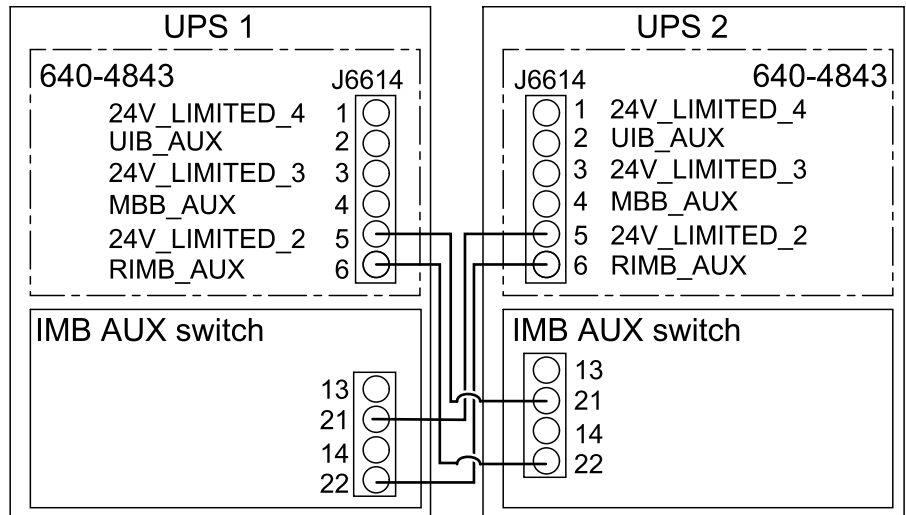 UPS 1
640-4843
J6614
24V_LIMITED_4 1
UIB_AUX 2
24V_LIMITED_3 3
MBB_AUX 4
24V_LIMITED_2 5
RIMB_AUX 6
IMB AUX switch
13
21
14
22
UPS 2
J6614 640-4843
1 24V_LIMITED_4
2 UIB_AUX
3 24V_LIMITED_3
4 MBB_AUX
5 24V_LIMITED_2
6 RIMB_AUX
IMB AUX switch
13
21
14
22